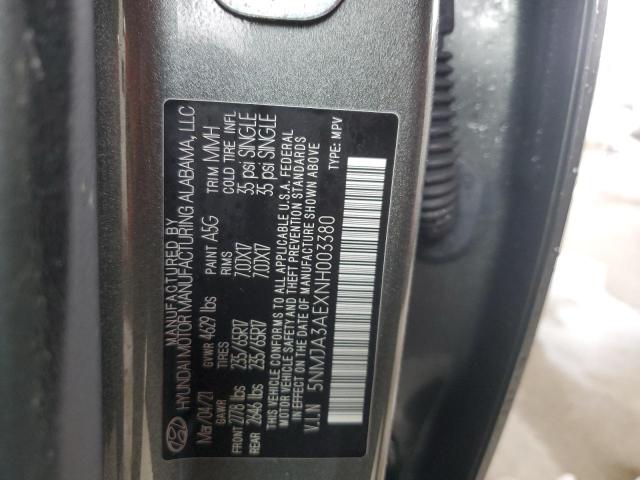 MANUFACTURED BY
HYUNDAI MOTOR MANUFACTURING ALABAMA, LLC
Mar/04/21 GVWR 4629 lbs PAINT A5G TRIM MMH
GAWR TIRES RIMS COLD TIRE INFL
FRONT 2778 lbs 235/65R17 7.0JX17 35 psi SINGLE
REAR 2646 lbs 235/65R17 7.0JX17 35 psi SINGLE
THIS VEHICLE CONFORMS TO ALL APPLICABLE U.S.A. FEDERAL
MOTOR VEHICLE SAFETY AND THEFT PREVENTION STANDARDS
IN EFFECT ON THE DATE OF MANUFACTURE SHOWN ABOVE
V.I.N 5NMJA3AEXNH003380 TYPE: MPV